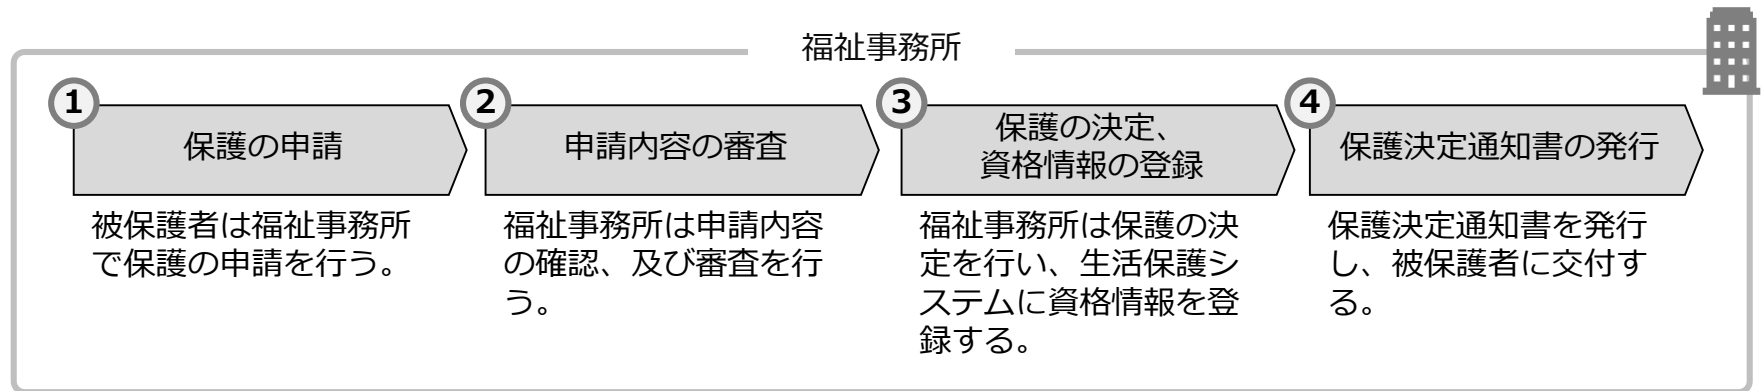 福祉事務所
1
保護の申請
被保護者は福祉事務所
で保護の申請を行う。
2
申請内容の審査
福祉事務所は申請内容
の確認、及び審査を行
う。
3
保護の決定、
資格情報の登録
福祉事務所は保護の決
定を行い、生活保護シ
ステムに資格情報を登
録する。
4
保護決定通知書の発行
保護決定通知書を発行
し、被保護者に交付す
る。